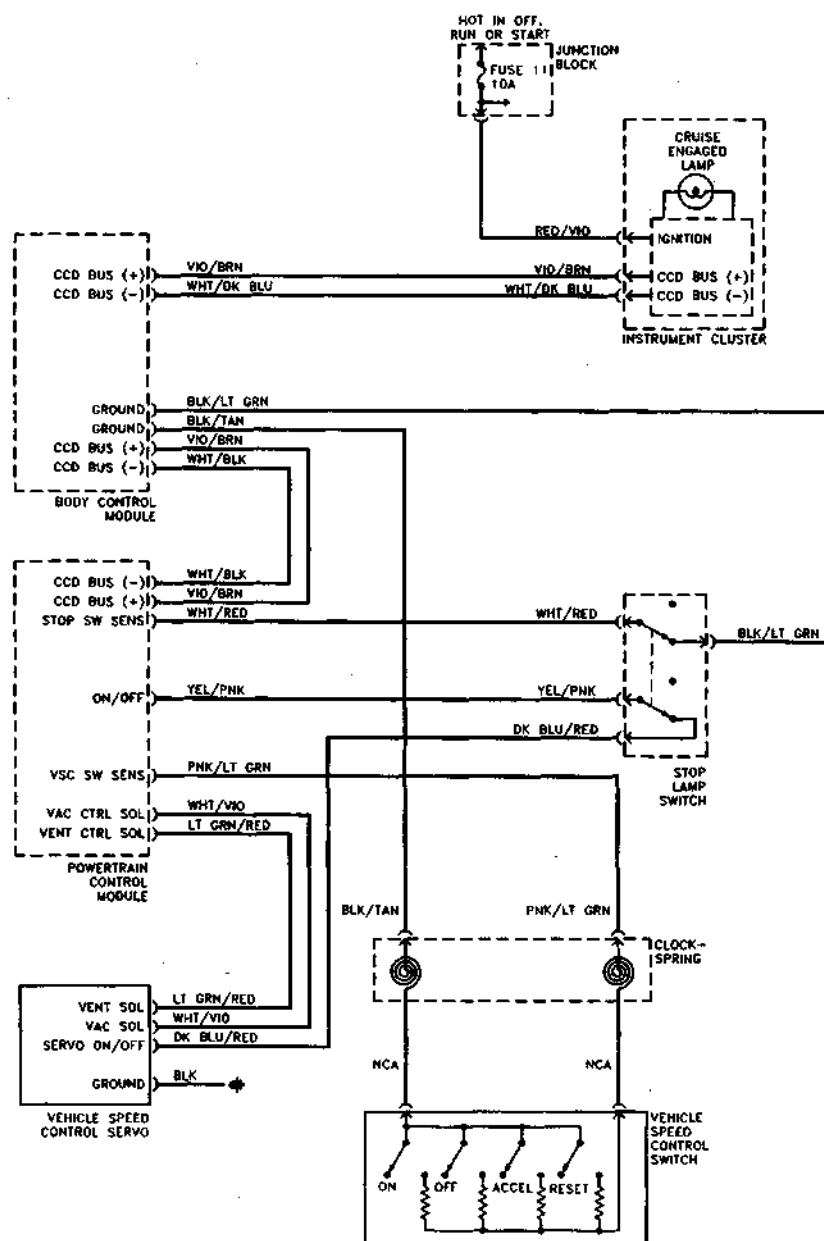 HOT IN OFF,
RUN OR START
JUNCTION
BLOCK
FUSE 11
10A
CRUISE
ENGAGED
LAMP
RED/VIO
IGNITION
CCD BUS (+)
VIO/BRN
VIO/BRN
CCD BUS (+)
CCD BUS (-)
WHT/DK BLU
WHT/DK BLU
CCD BUS (-)
INSTRUMENT CLUSTER
GROUND
BLK/LT GRN
GROUND
BLK/TAN
CCD BUS (+)
VIO/BRN
CCD BUS (-)
WHT/BLK
BODY CONTROL
MODULE
CCD BUS (-)
WHT/BLK
CCD BUS (+)
VIO/BRN
STOP SW SENS
WHT/RED
WHT/RED
BLK/LT GRN
ON/OFF
YEL/PNK
YEL/PNK
DK BLU/RED
STOP
LAMP
SWITCH
VSC SW SENS
PNK/LT GRN
VAC CTRL SOL
WHT/VIO
VENT CTRL SOL
LT GRN/RED
POWERTRAIN
CONTROL
MODULE
BLK/TAN
PNK/LT GRN
CLOCK-
SPRING
VENT SOL
LT GRN/RED
VAC SOL
WHT/VIO
SERVO ON/OFF
DK BLU/RED
GROUND
BLK
VEHICLE SPEED
CONTROL SERVO
NCA
NCA
VEHICLE
SPEED
CONTROL
SWITCH
ON
OFF
ACCEL
RESET